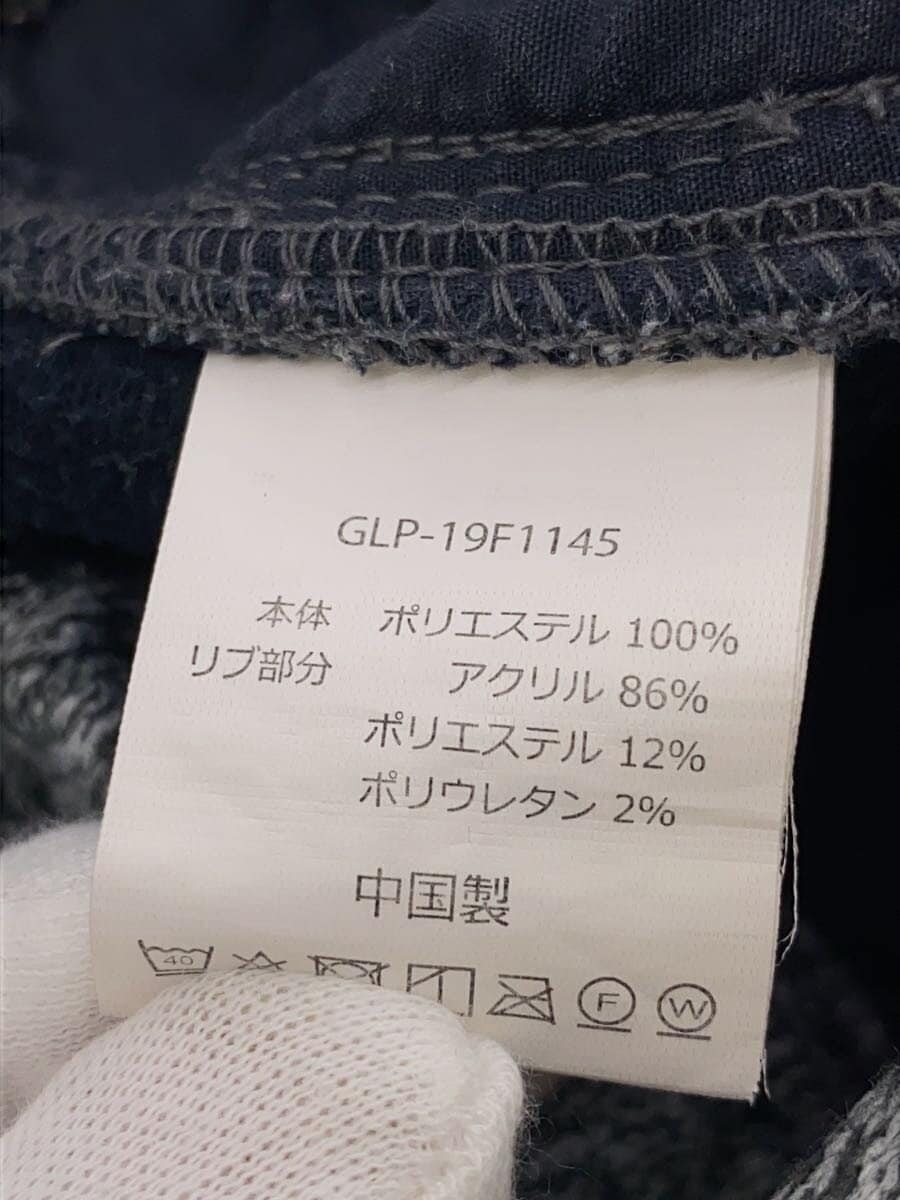 GLP-19F1145
本体 ポリエステル 100%
リブ部分 アクリル 86%
ポリエステル 12%
ポリウレタン 2%
中国製
40 F W